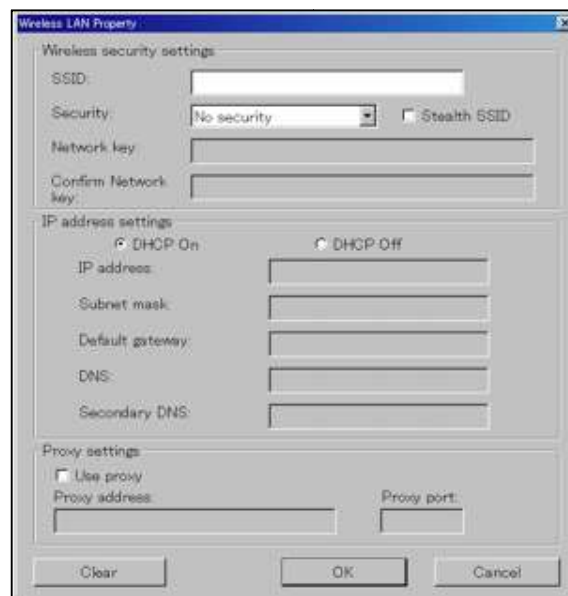 Wireless LAN Property
Wireless security settings
SSID:
Security: No security Stealth SSID
Network key:
Confirm Network
key:
IP address settings
DHCP On DHCP Off
IP address:
Subnet mask:
Default gateway:
DNS:
Secondary DNS:
Proxy settings
Use proxy
Proxy address: Proxy port:
Clear OK Cancel